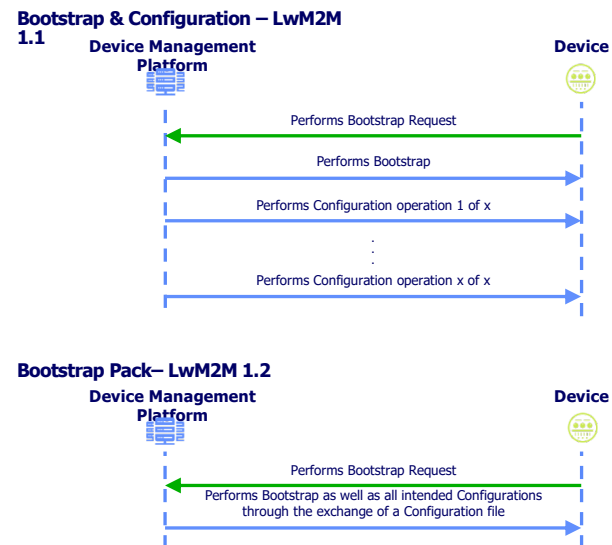 Bootstrap & Configuration – LwM2M
1.1
Device Management
Platform
Device
Performs Bootstrap Request
Performs Bootstrap
Performs Configuration operation 1 of x
.
.
.
Performs Configuration operation x of x
Bootstrap Pack– LwM2M 1.2
Device Management
Platform
Device
Performs Bootstrap Request
Performs Bootstrap as well as all intended Configurations
through the exchange of a Configuration file